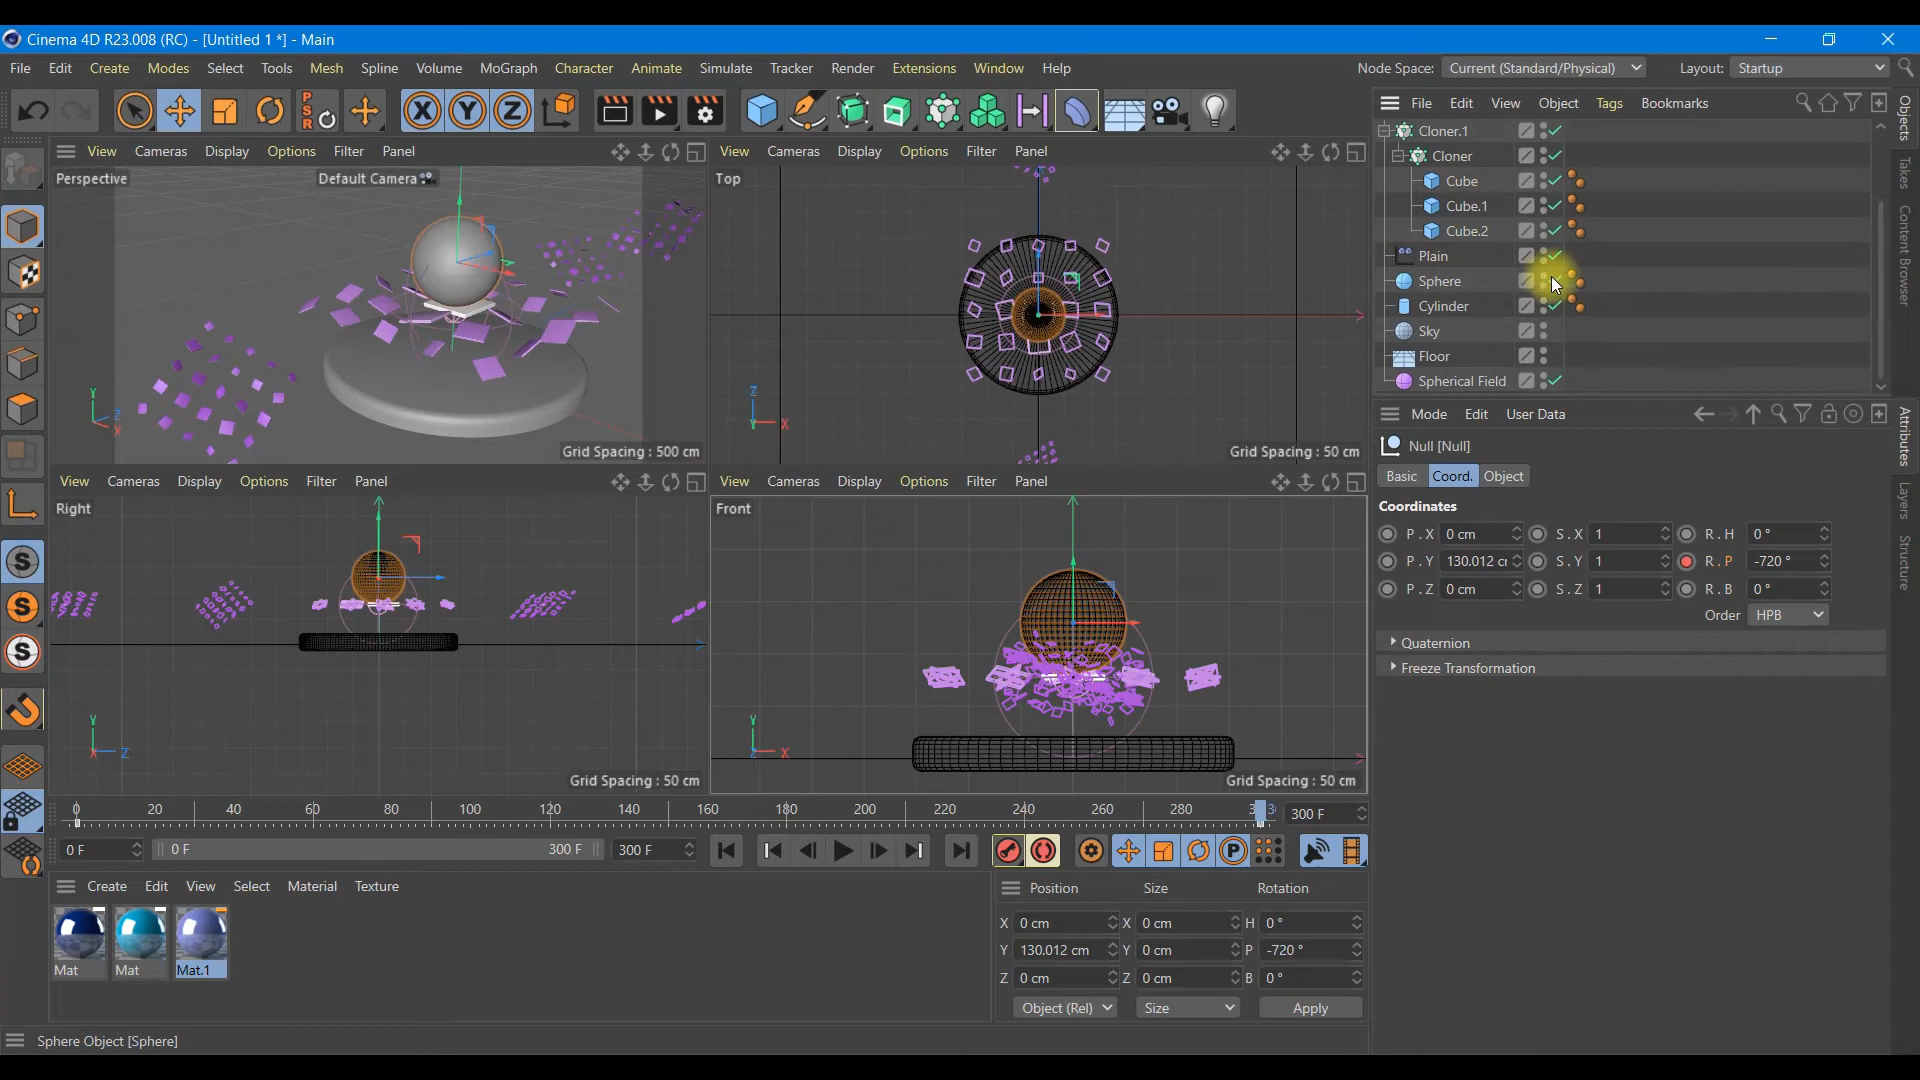 Cinema 4D R23.008 (RC) - [Untitled 1 *] - Main
File Edit Create Modes Select Tools Mesh Spline Volume MoGraph Character Animate Simulate Tracker Render Extensions Window Help Node Space: Current (Standard/Physical) Layout: Startup
PSR X Y Z
File Edit View Object Tags Bookmarks
Objects
Takes
Content Browser
Cloner.1
Cloner
Cube
Cube.1
Cube.2
Plain
Sphere
Cylinder
Sky
Floor
Spherical Field
View Cameras Display Options Filter Panel
Perspective Default Camera
Y Z X
Grid Spacing : 500 cm
View Cameras Display Options Filter Panel
Top
Z Y X
Grid Spacing : 50 cm
View Cameras Display Options Filter Panel
Right
Y X Z
Grid Spacing : 50 cm
View Cameras Display Options Filter Panel
Front
Y Z X
Grid Spacing : 50 cm
S
S
S
Mode Edit User Data
Attributes
Layers
Structure
Null [Null]
Basic Coord. Object
Coordinates
P . X 0 cm S . X 1 R . H 0 °
P . Y 130.012 cr S . Y 1 R . P -720 °
P . Z 0 cm S . Z 1 R . B 0 °
Order HPB
Quaternion
Freeze Transformation
0 20 40 60 80 100 120 140 160 180 200 220 240 260 280 300 F
0 F 0 F 300 F 300 F
P
Create Edit View Select Material Texture
Mat Mat Mat.1
Position Size Rotation
X 0 cm X 0 cm H 0 °
Y 130.012 cm Y 0 cm P -720 °
Z 0 cm Z 0 cm B 0 °
Object (Rel) Size Apply
Sphere Object [Sphere]